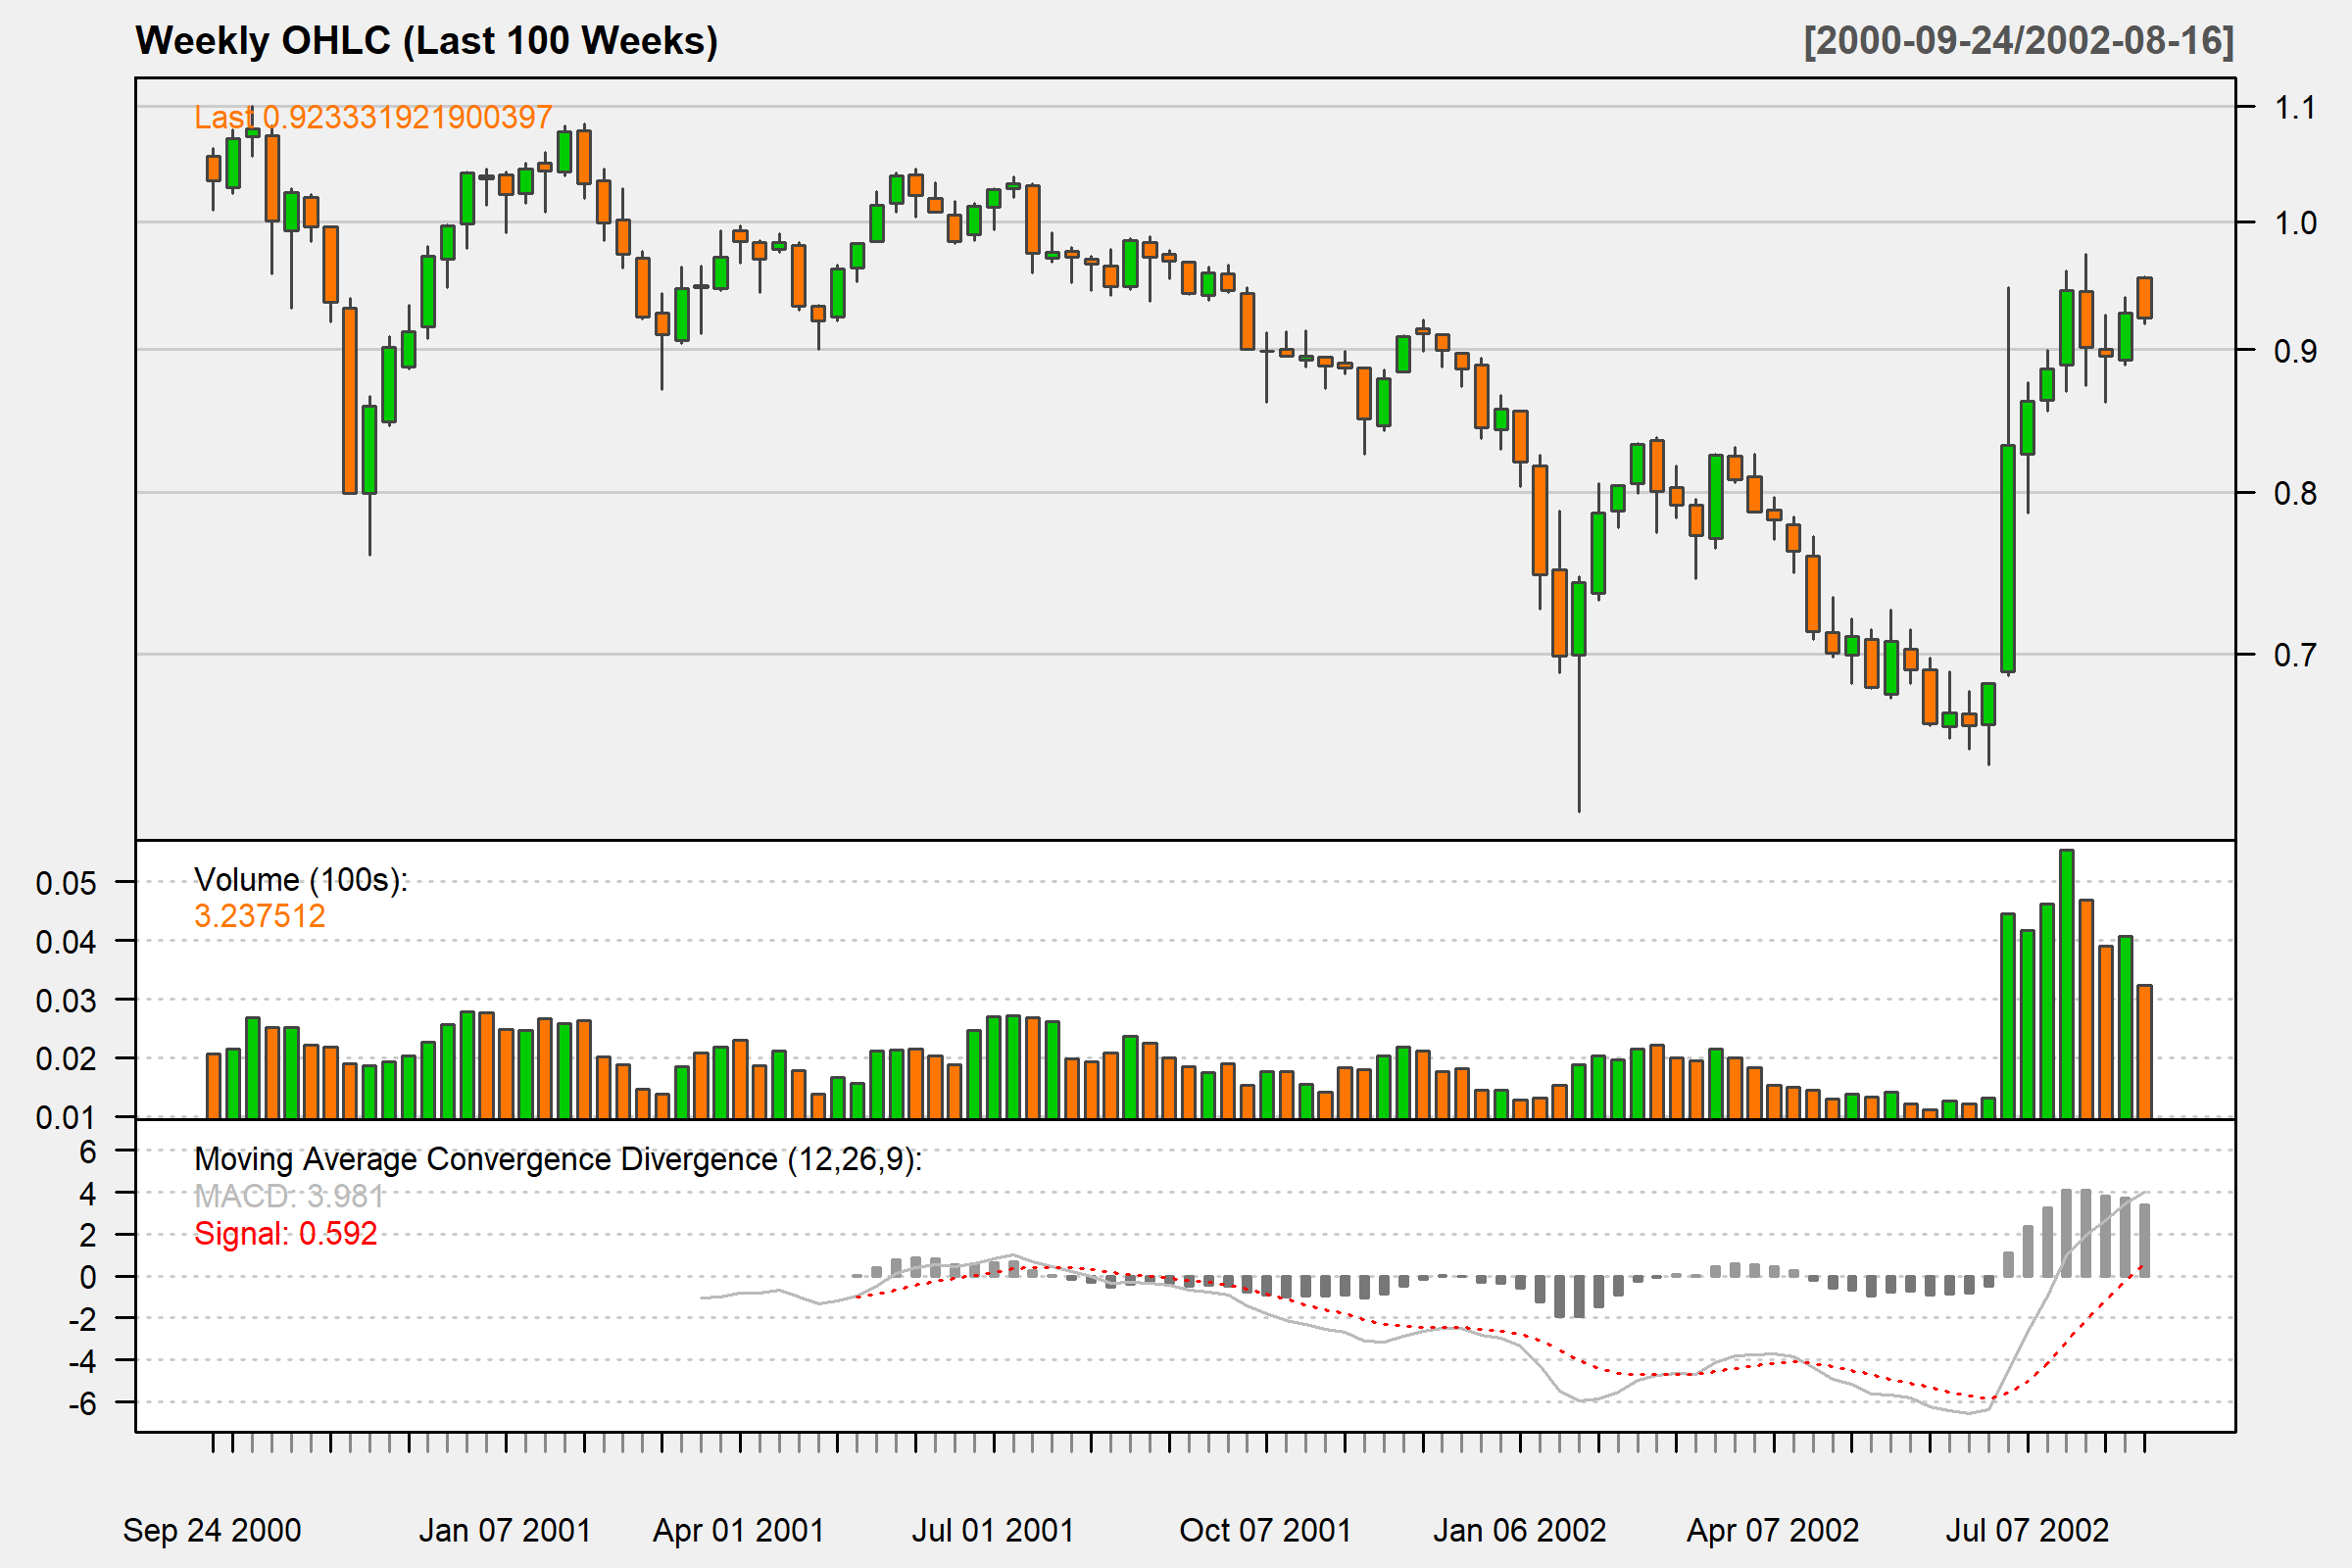 Weekly OHLC (Last 100 Weeks)
[2000-09-24/2002-08-16]
Last 0.923331921900397
1.1
1.0
0.9
0.8
0.7
Volume (100s):
3.237512
0.05
0.04
0.03
0.02
0.01
Moving Average Convergence Divergence (12,26,9):
MACD: 3.981
Signal: 0.592
6
4
2
0
-2
-4
-6
Sep 24 2000
Jan 07 2001
Apr 01 2001
Jul 01 2001
Oct 07 2001
Jan 06 2002
Apr 07 2002
Jul 07 2002